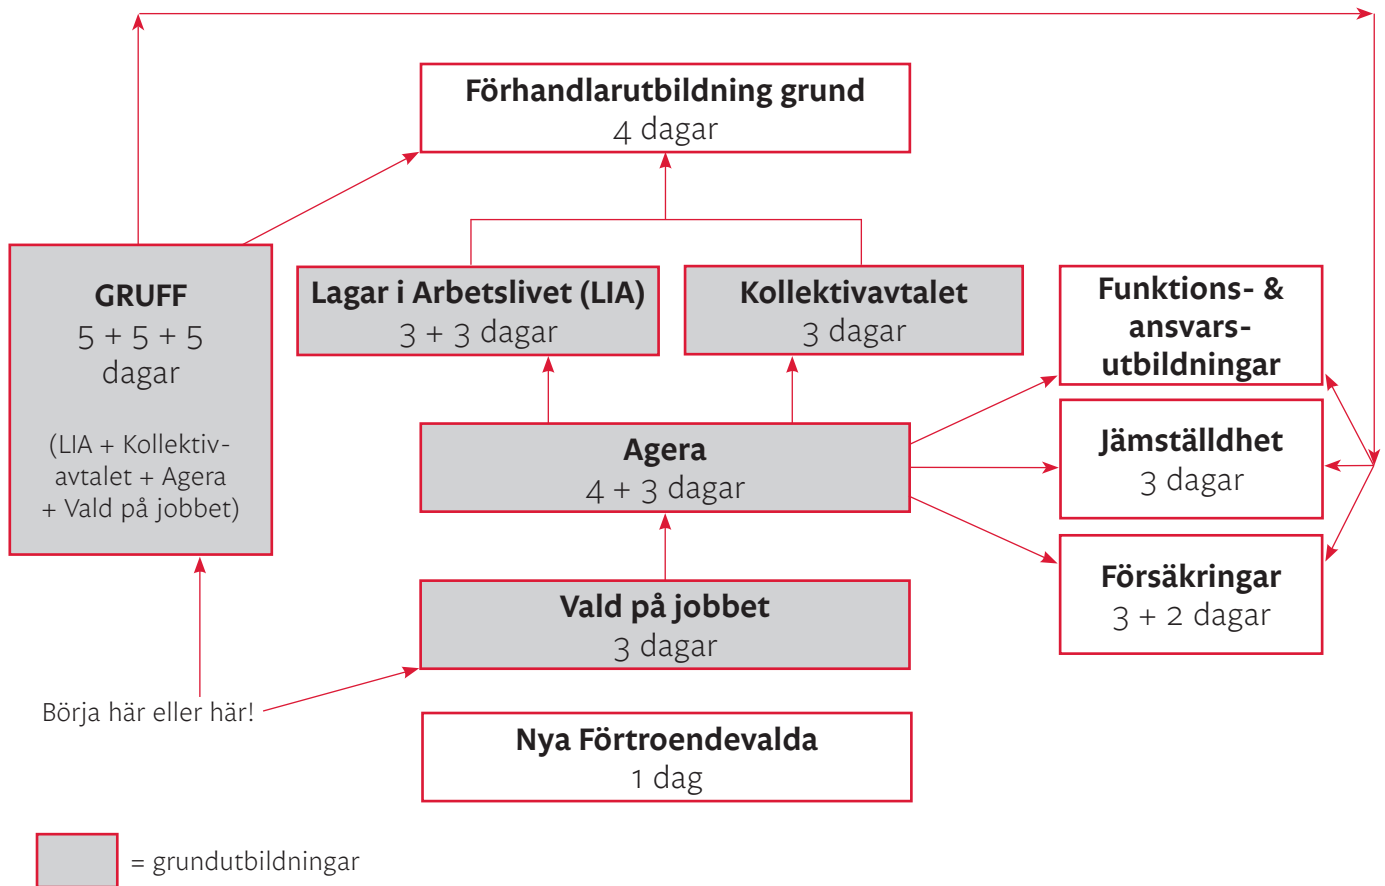 Förhandlarutbildning grund
4 dagar
GRUFF
5 + 5 + 5
dagar
(LIA + Kollektiv-
avtalet + Agera
+ Vald på jobbet)
Lagar i Arbetslivet (LIA)
3 + 3 dagar
Kollektivavtalet
3 dagar
Funktions- &
ansvars-
utbildningar
Agera
4 + 3 dagar
Jämställdhet
3 dagar
Försäkringar
3 + 2 dagar
Vald på jobbet
3 dagar
Börja här eller här!
Nya Förtroendevalda
1 dag
= grundutbildningar